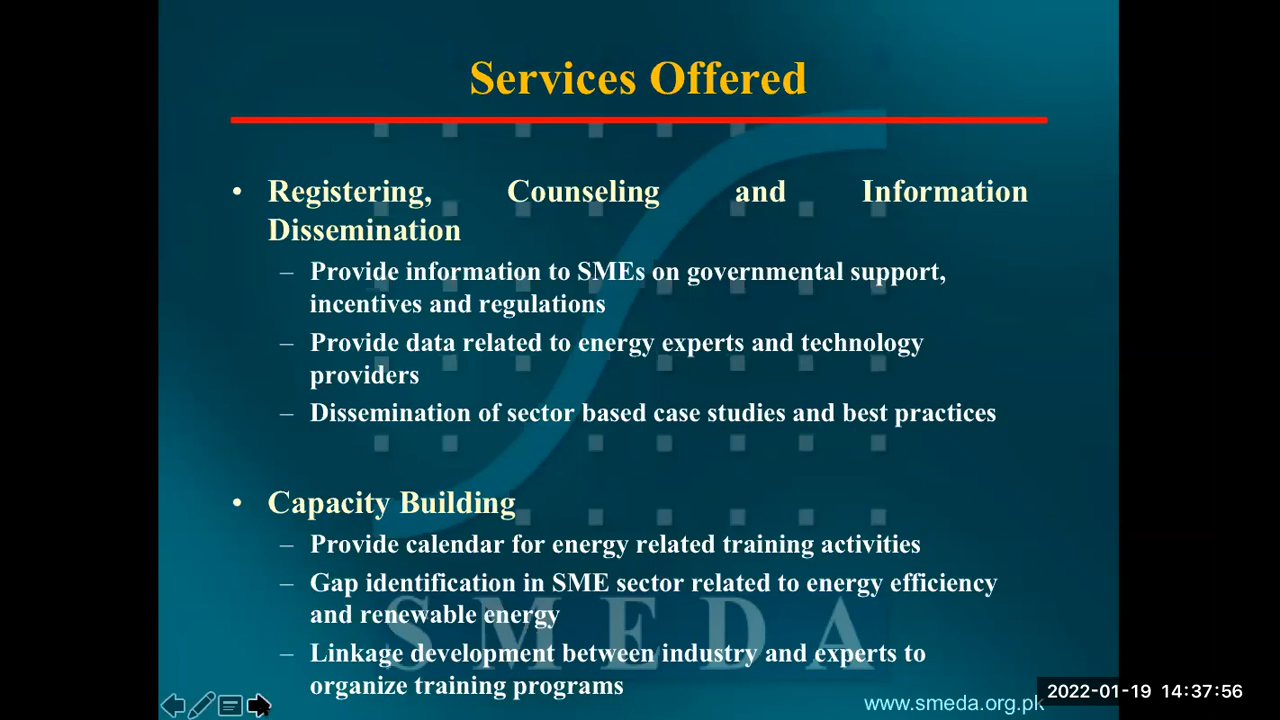 Services Offered
• Registering, Counseling and Information
Dissemination
– Provide information to SMEs on governmental support,
incentives and regulations
– Provide data related to energy experts and technology
providers
– Dissemination of sector based case studies and best practices
• Capacity Building
– Provide calendar for energy related training activities
– Gap identification in SME sector related to energy efficiency
and renewable energy
– Linkage development between industry and experts to
organize training programs
SMEDA
www.smeda.org.pk
2022-01-19 14:37:56